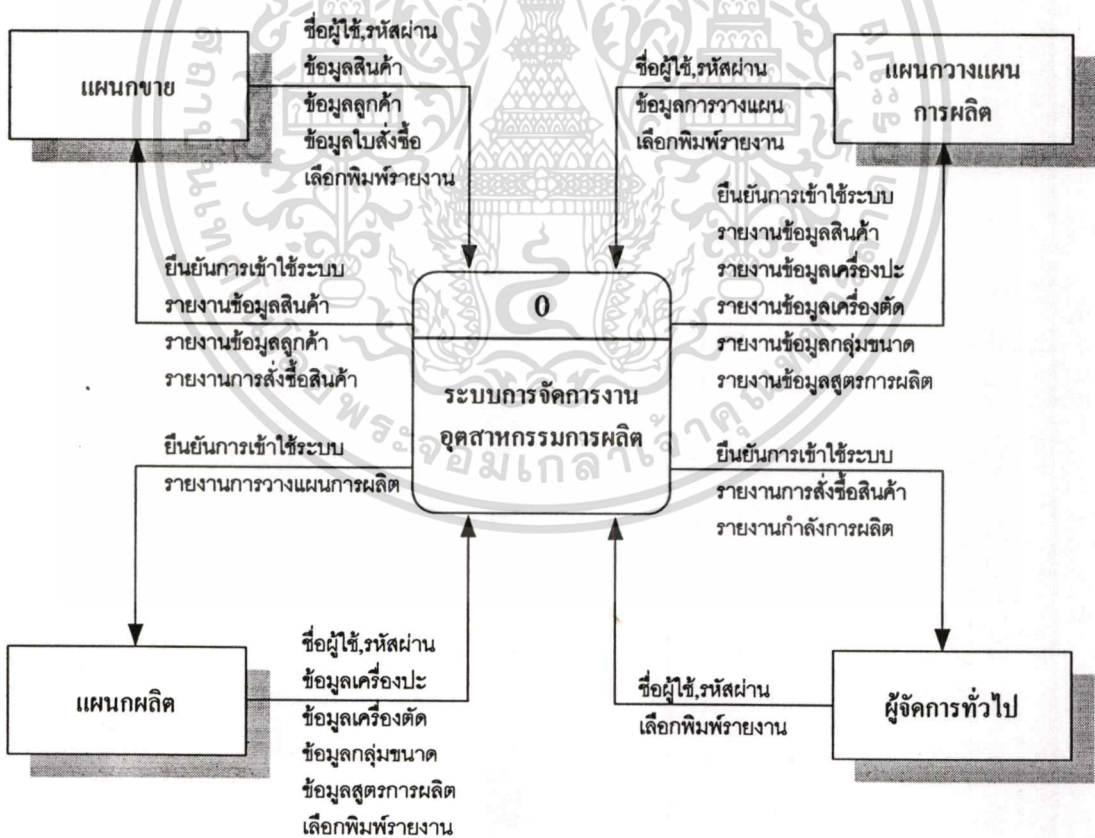 แผนกขาย
ชื่อผู้ใช้,รหัสผ่าน
ข้อมูลสินค้า
ข้อมูลลูกค้า
ข้อมูลใบสั่งซื้อ
เลือกพิมพ์รายงาน
ชื่อผู้ใช้,รหัสผ่าน
ข้อมูลการวางแผน
เลือกพิมพ์รายงาน
แผนกวางแผน
การผลิต
ยืนยันการเข้าใช้ระบบ
รายงานข้อมูลสินค้า
รายงานข้อมูลลูกค้า
รายงานการสั่งซื้อสินค้า
0
ระบบการจัดการงาน
อุตสาหกรรมการผลิต
ยืนยันการเข้าใช้ระบบ
รายงานข้อมูลสินค้า
รายงานข้อมูลเครื่องปะ
รายงานข้อมูลเครื่องตัด
รายงานข้อมูลกลุ่มขนาด
รายงานข้อมูลสูตรการผลิต
ยืนยันการเข้าใช้ระบบ
รายงานการวางแผนการผลิต
ยืนยันการเข้าใช้ระบบ
รายงานการสั่งซื้อสินค้า
รายงานกำลังการผลิต
แผนกผลิต
ชื่อผู้ใช้,รหัสผ่าน
ข้อมูลเครื่องปะ
ข้อมูลเครื่องตัด
ข้อมูลกลุ่มขนาด
ข้อมูลสูตรการผลิต
เลือกพิมพ์รายงาน
ชื่อผู้ใช้,รหัสผ่าน
เลือกพิมพ์รายงาน
ผู้จัดการทั่วไป